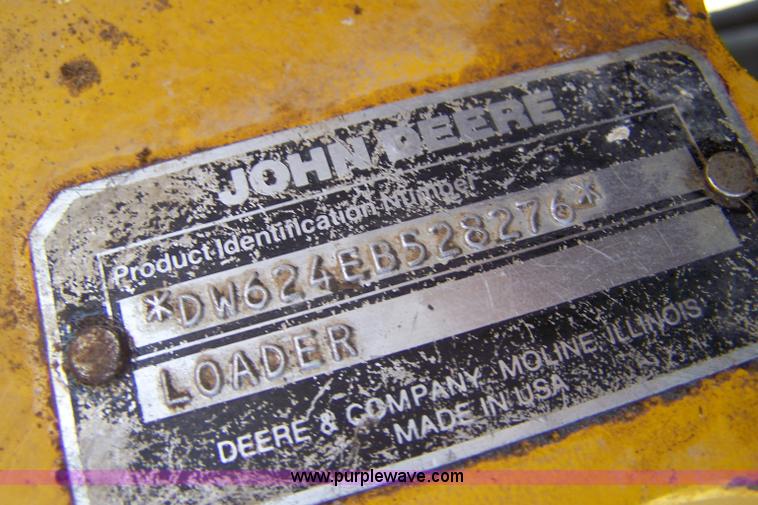 JOHN DEERE
Product Identification Number
*DW624EB528276*
LOADER
DEERE & COMPANY MOLINE, ILLINOIS
MADE IN USA
www.purplewave.com